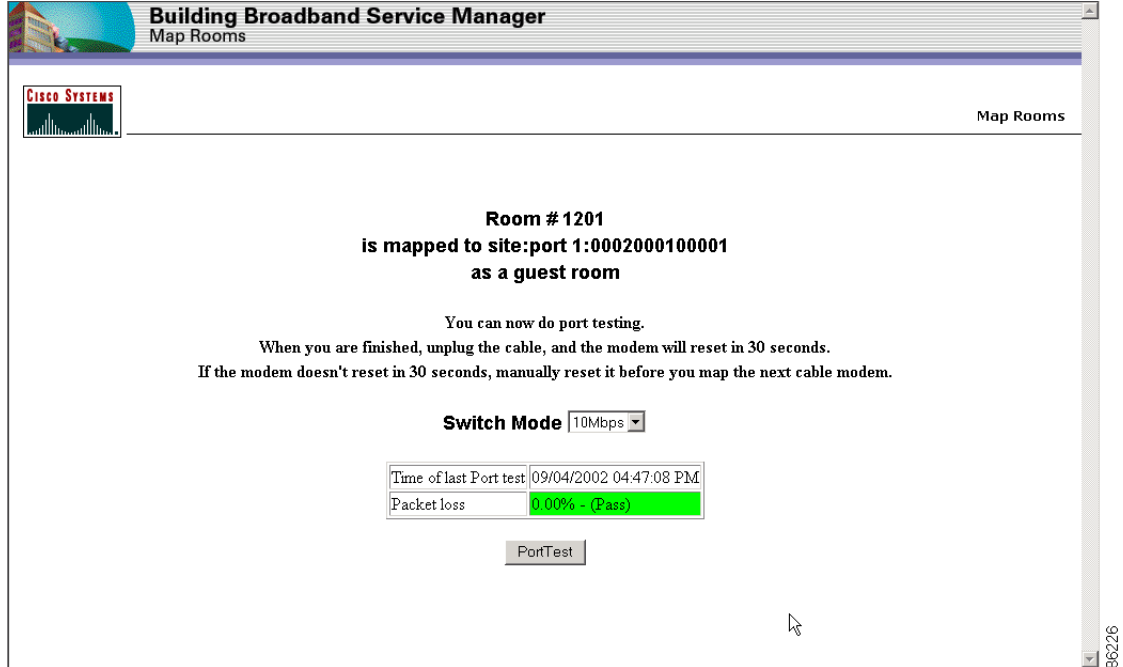 Building Broadband Service Manager
Map Rooms
CISCO SYSTEMS
Map Rooms
Room # 1201
is mapped to site:port 1:0002000100001
as a guest room
You can now do port testing.
When you are finished, unplug the cable, and the modem will reset in 30 seconds.
If the modem doesn't reset in 30 seconds, manually reset it before you map the next cable modem.
Switch Mode 10Mbps
Time of last Port test 09/04/2002 04:47:08 PM
Packet loss 0.00% - (Pass)
PortTest
86226